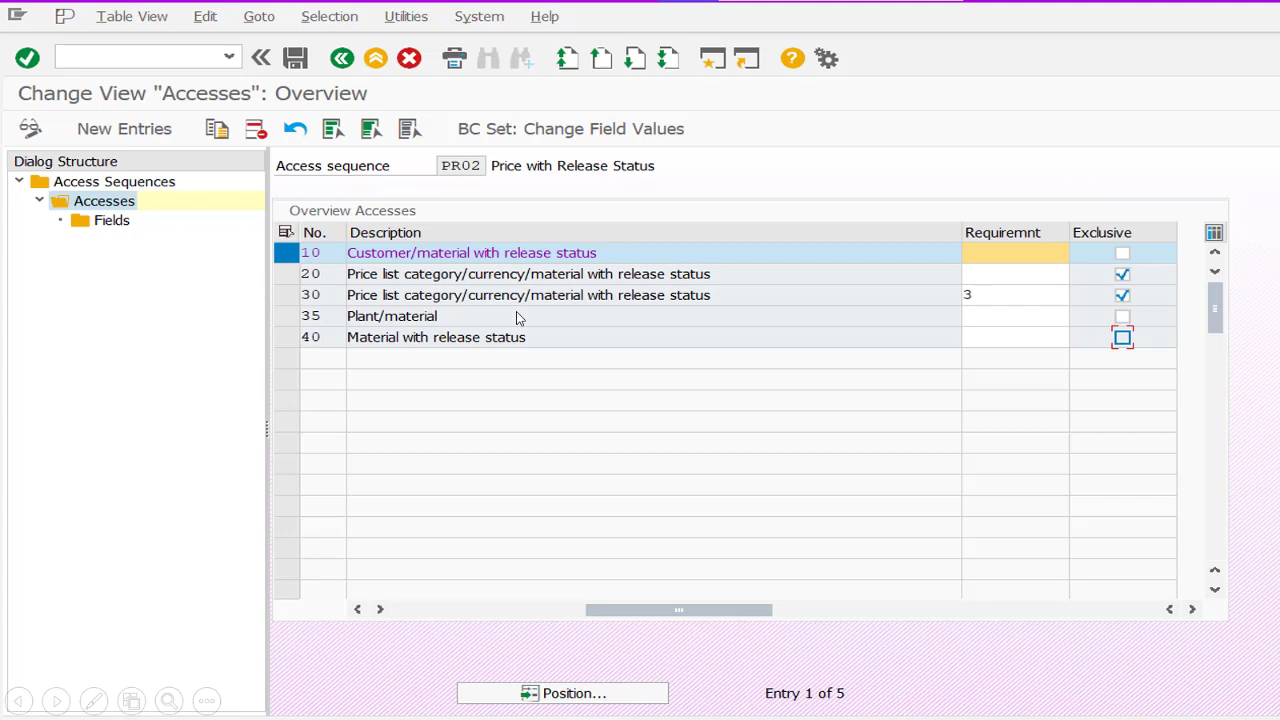 Table View Edit Goto Selection Utilities System Help
Change View "Accesses": Overview
New Entries BC Set: Change Field Values
Dialog Structure
Access Sequences
Accesses
Fields
Access sequence PR02 Price with Release Status
Overview Accesses
No. Description Requiremnt Exclusive
10 Customer/material with release status
20 Price list category/currency/material with release status
30 Price list category/currency/material with release status 3
35 Plant/material
40 Material with release status
Position... Entry 1 of 5